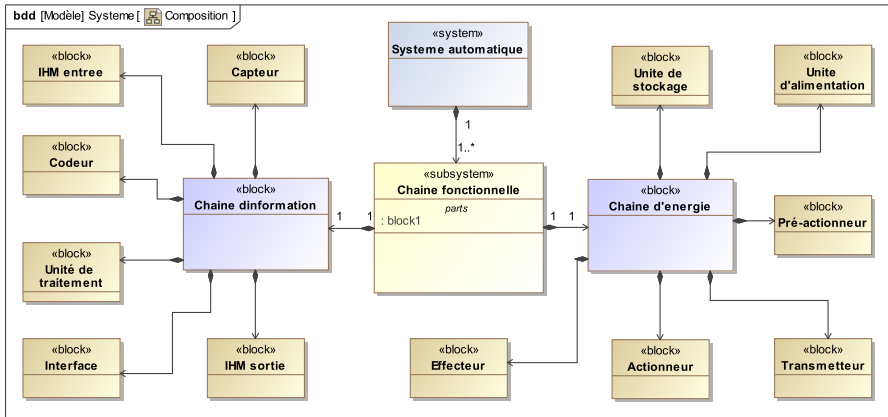 bdd [Modèle] Systeme [ Composition ]
«system»
Systeme automatique
1
1..*
«block»
IHM entree
«block»
Capteur
«block»
Unite de
stockage
«block»
Unite
d'alimentation
«block»
Codeur
«block»
Chaine dinformation
1
1
«subsystem»
Chaine fonctionnelle
parts
: block1
1
1
«block»
Chaine d'energie
«block»
Pré-actionneur
«block»
Unité de
traitement
«block»
Interface
«block»
IHM sortie
«block»
Effecteur
«block»
Actionneur
«block»
Transmetteur